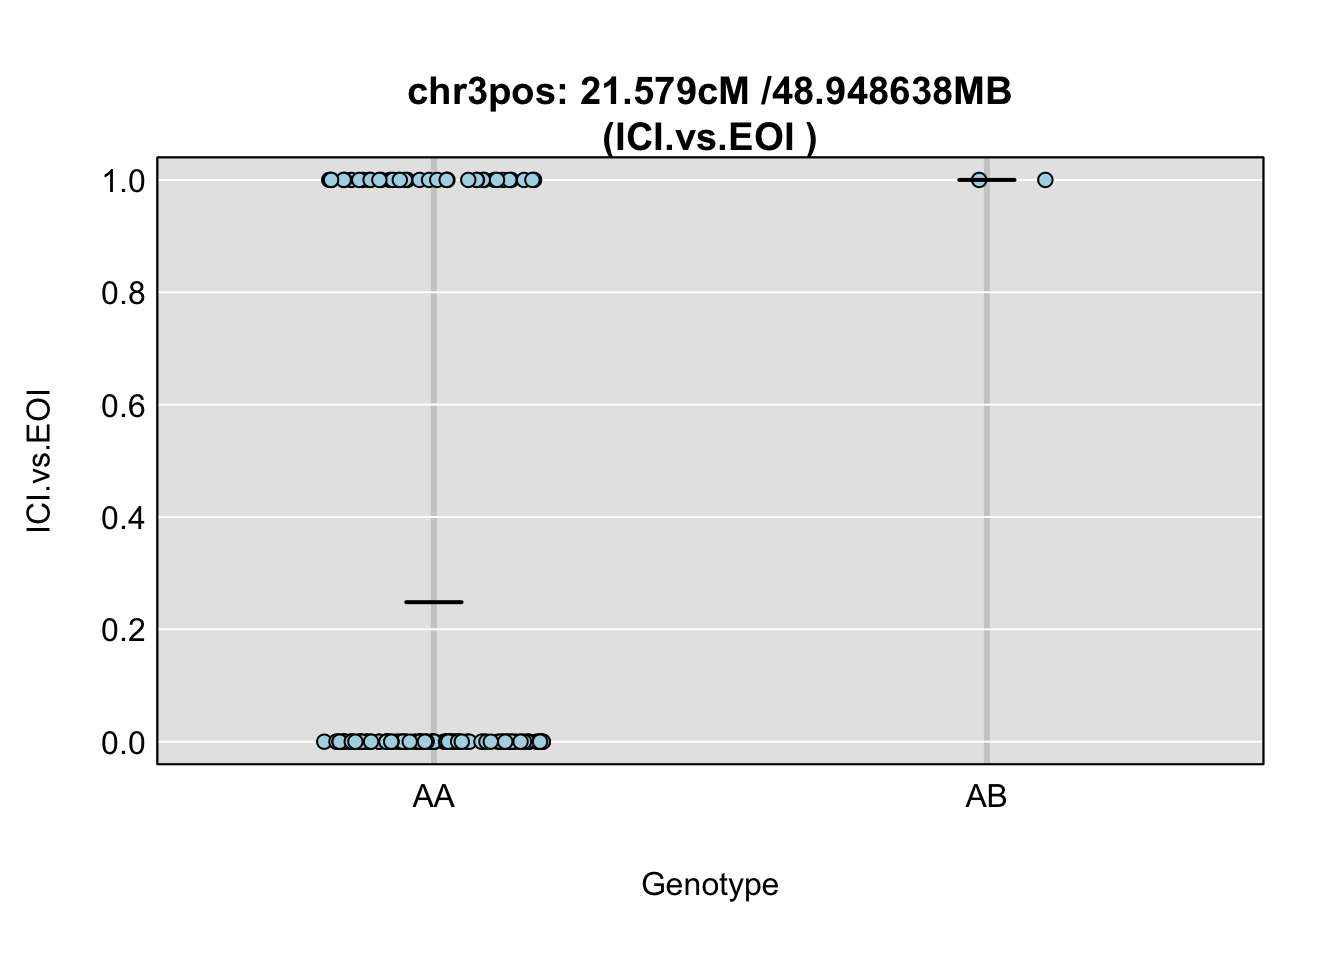 chr3pos: 21.579cM /48.948638MB
(ICI.vs.EOI )
ICI.vs.EOI
1.0
0.8
0.6
0.4
0.2
0.0
AA
AB
Genotype